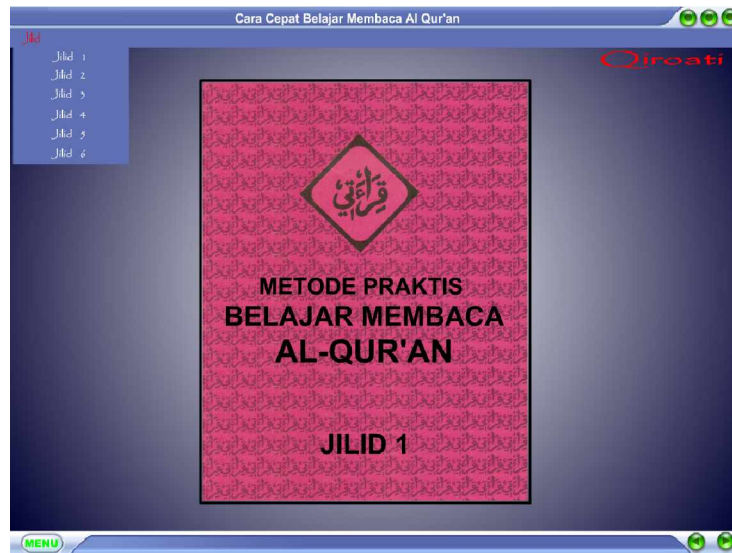 Cara Cepat Belajar Membaca Al Qur'an
Jilid
Jilid 1
Jilid 2
Jilid 3
Jilid 4
Jilid 5
Jilid 6
Qiroati
قِرَاءَتِي
METODE PRAKTIS
BELAJAR MEMBACA
AL-QUR'AN
JILID 1
MENU